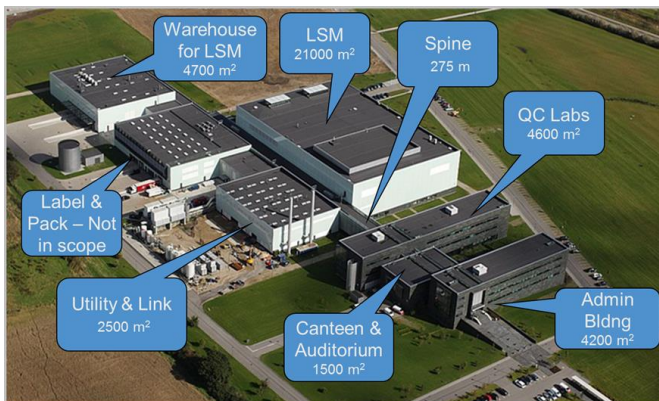 Warehouse
for LSM
4700 m²
LSM
21000 m²
Spine
275 m
QC Labs
4600 m²
Label &
Pack – Not
in scope
Utility & Link
2500 m²
Canteen &
Auditorium
1500 m²
Admin
Bldng
4200 m²